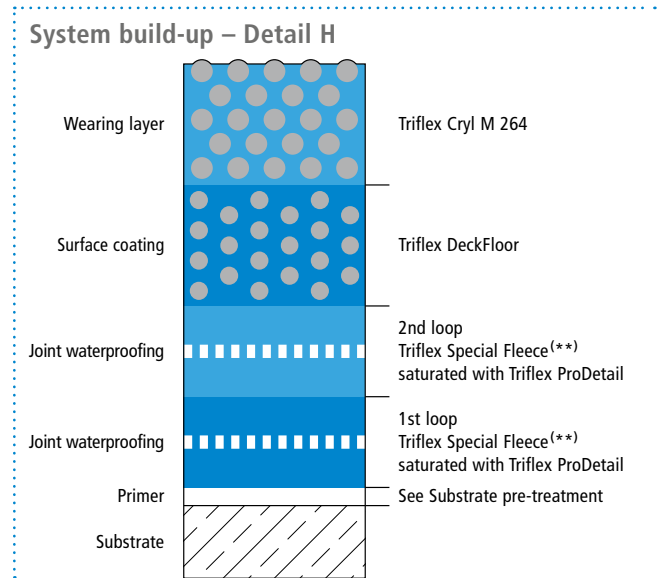 System build-up – Detail H
Wearing layer
Triflex Cryl M 264
Surface coating
Triflex DeckFloor
Joint waterproofing
2nd loop
Triflex Special Fleece(**)
saturated with Triflex ProDetail
Joint waterproofing
1st loop
Triflex Special Fleece(**)
saturated with Triflex ProDetail
Primer
See Substrate pre-treatment
Substrate